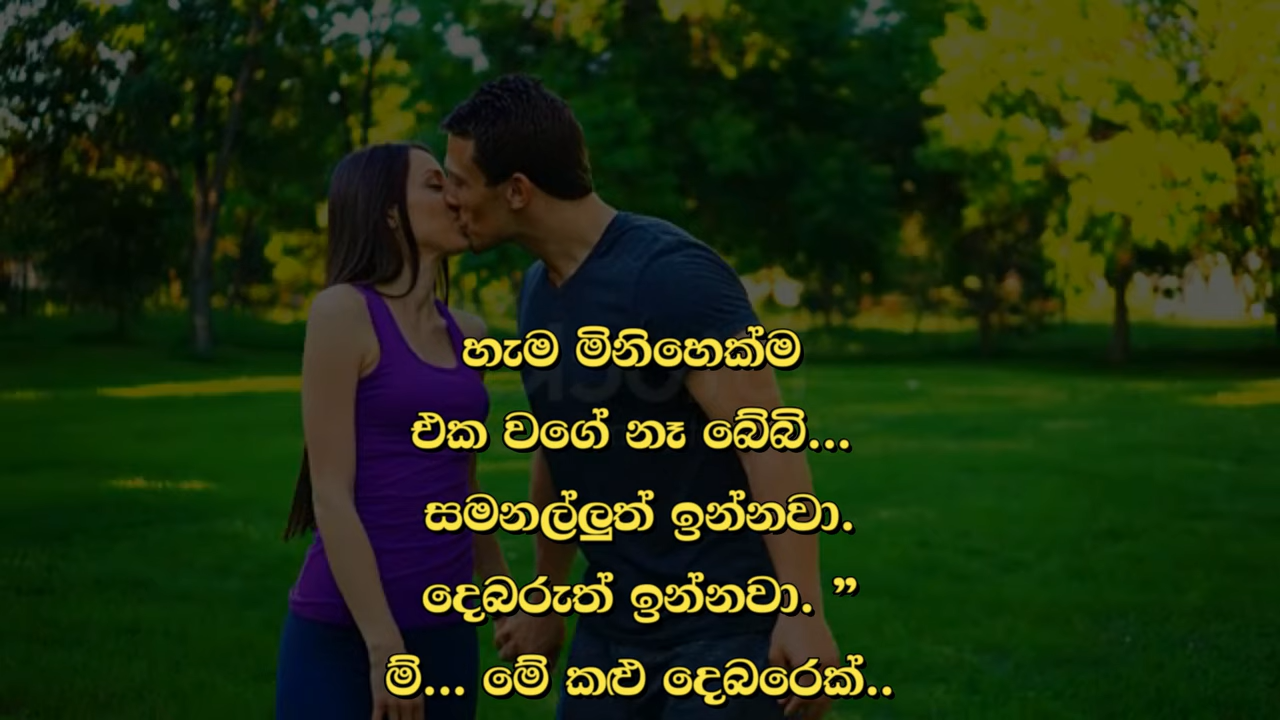 හැම මිනිහෙක්ම
එක වගේ නෑ බේබි...
සමනල්ලුත් ඉන්නවා.
දෙබරුත් ඉන්නවා. ”
ම්... මේ කළු දෙබරෙක්..